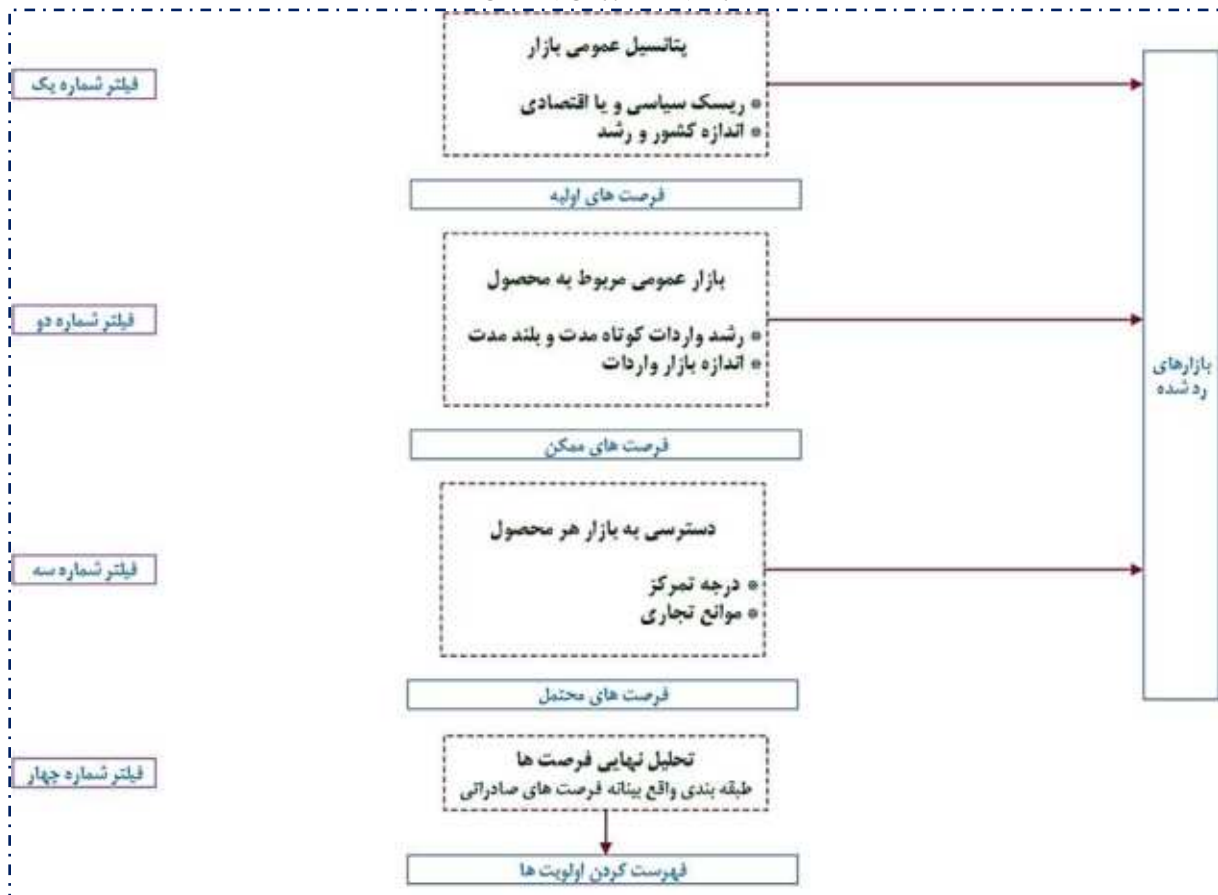 پتانسیل عمومی بازار
فیلتر شماره یک
* ریسک سیاسی و یا اقتصادی
* اندازه کشور و رشد
فرصت های اولیه
بازار عمومی مربوط به محصول
فیلتر شماره دو
* رشد واردات کوتاه مدت و بلند مدت
* اندازه بازار واردات
بازارهای
رد شده
فرصت های ممکن
دسترسی به بازار هر محصول
فیلتر شماره سه
* درجه تمرکز
* موانع تجاری
فرصت های محتمل
تحلیل نهایی فرصت ها
فیلتر شماره چهار
طبقه بندی واقع بینانه فرصت های صادراتی
فهرست کردن اولویت ها